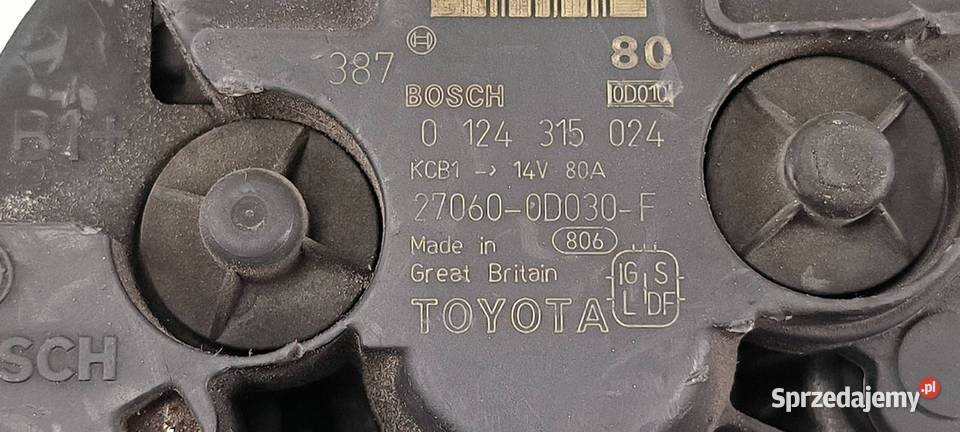 387
80
BOSCH
0D010
0 124 315 024
KCB1 → 14V 80A
27060-0D030-F
Made in 806
Great Britain
TOYOTA
IG S
L DF
B1+
SCH
Sprzedajemy.pl